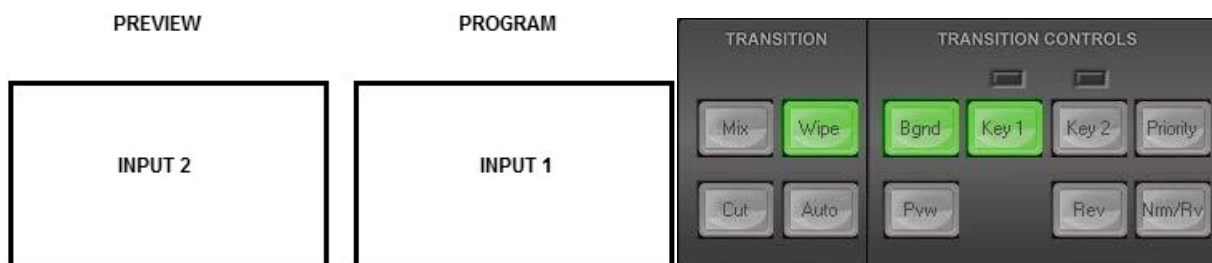 PREVIEW PROGRAM
TRANSITION TRANSITION CONTROLS
Mix Wipe Bgnd Key 1 Key 2 Priority
INPUT 2 INPUT 1
Cut Auto Pvw Rev Nrm/Rv